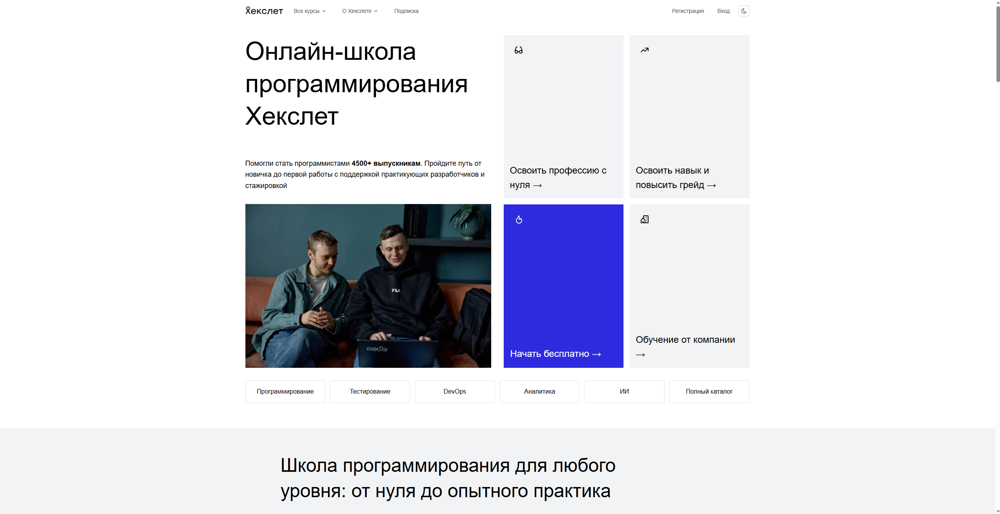 Хекслет
Все курсы
О Хекслете
Подписка
Регистрация
Вход
Онлайн-школа
программирования
Хекслет
Помогли стать программистами 4500+ выпускникам. Пройдите путь от
новичка до первой работы с поддержкой практикующих разработчиков и
стажировкой
FILA
node
Освоить профессию с
нуля →
Освоить навык и
повысить грейд →
Начать бесплатно →
Обучение от компании
→
Программирование
Тестирование
DevOps
Аналитика
ИИ
Полный каталог
Школа программирования для любого
уровня: от нуля до опытного практика